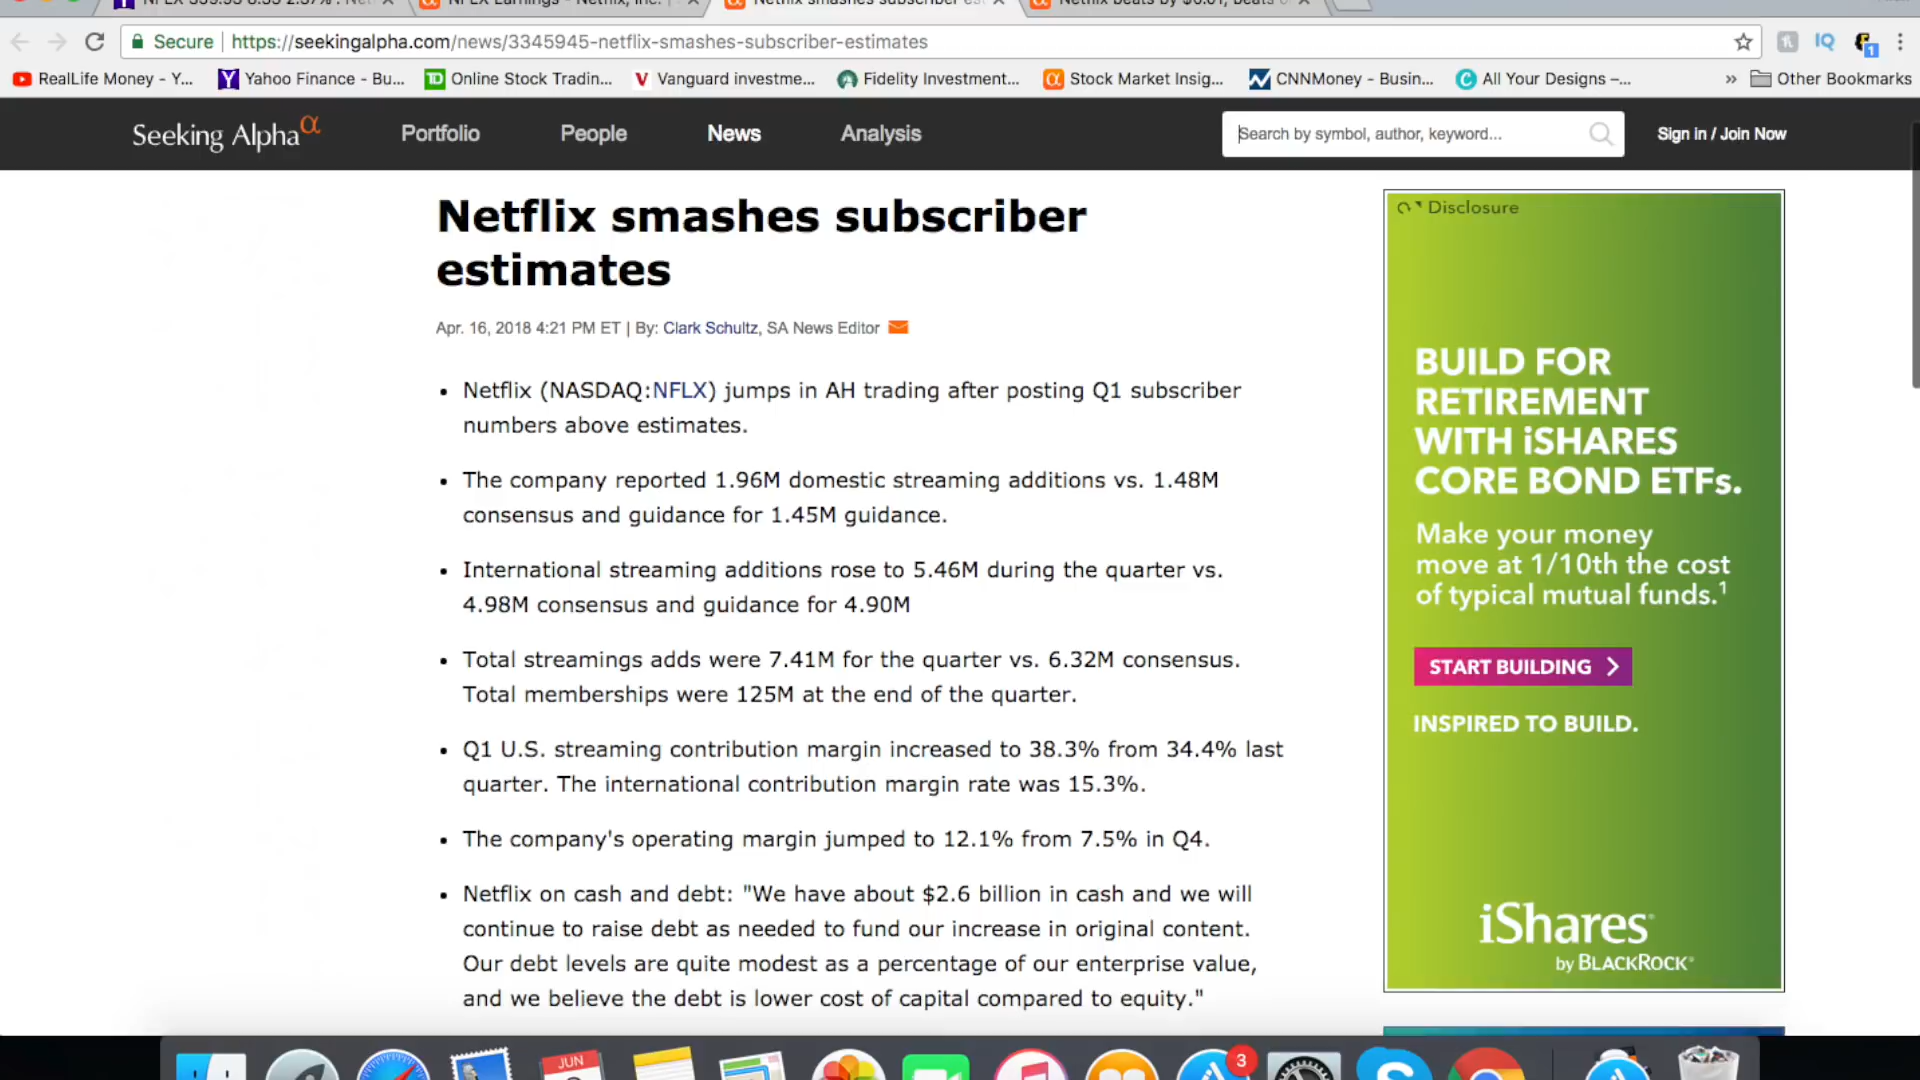 https://seekingalpha.com/news/3345945-netflix-smashes-subscriber-estimates
Secure
IQ
1
RealLife Money - Y...
Yahoo Finance - Bu...
Online Stock Tradin...
Vanguard investme...
Fidelity Investment...
Stock Market Insig...
CNNMoney - Busin...
All Your Designs –...
» Other Bookmarks
Seeking Alpha α
Portfolio
People
News
Analysis
Search by symbol, author, keyword...
Sign in / Join Now
Netflix smashes subscriber
estimates
Apr. 16, 2018 4:21 PM ET | By: Clark Schultz, SA News Editor
• Netflix (NASDAQ:NFLX) jumps in AH trading after posting Q1 subscriber
numbers above estimates.
• The company reported 1.96M domestic streaming additions vs. 1.48M
consensus and guidance for 1.45M guidance.
• International streaming additions rose to 5.46M during the quarter vs.
4.98M consensus and guidance for 4.90M
• Total streamings adds were 7.41M for the quarter vs. 6.32M consensus.
Total memberships were 125M at the end of the quarter.
• Q1 U.S. streaming contribution margin increased to 38.3% from 34.4% last
quarter. The international contribution margin rate was 15.3%.
• The company's operating margin jumped to 12.1% from 7.5% in Q4.
• Netflix on cash and debt: "We have about $2.6 billion in cash and we will
continue to raise debt as needed to fund our increase in original content.
Our debt levels are quite modest as a percentage of our enterprise value,
and we believe the debt is lower cost of capital compared to equity."
Disclosure
BUILD FOR
RETIREMENT
WITH iSHARES
CORE BOND ETFs.
Make your money
move at 1/10th the cost
of typical mutual funds.¹
START BUILDING
INSPIRED TO BUILD.
iShares®
by BLACKROCK®
JUN
3